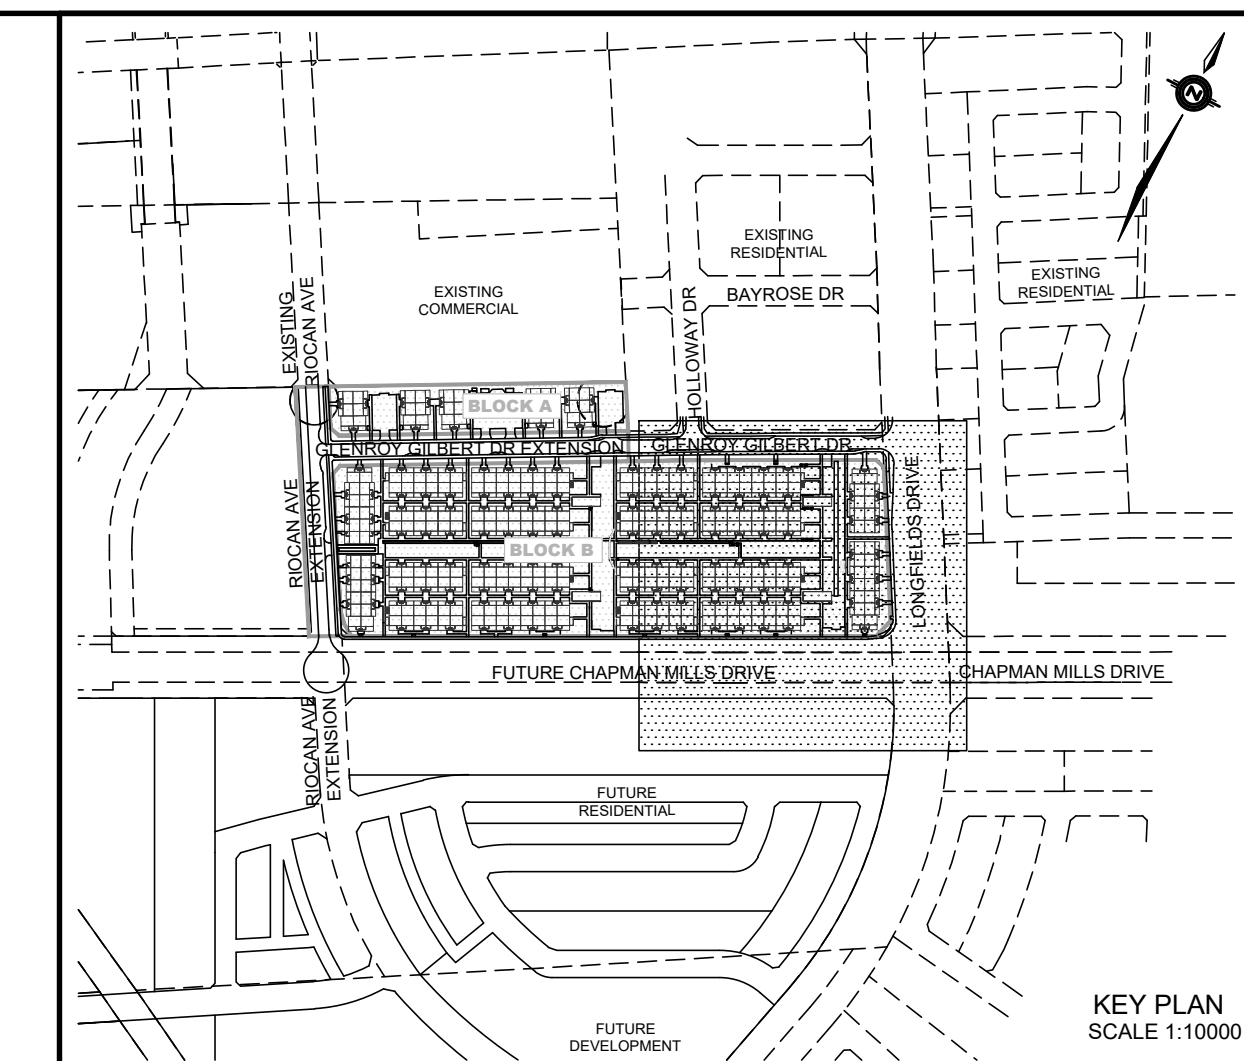 N
EXISTING
RESIDENTIAL
EXISTING
RESIDENTIAL
EXISTING
COMMERCIAL
BAYROSE DR
HOLLOWAY DR
EXISTING
RIOCAN AVE
BLOCK A
GLENROY GILBERT DR EXTENSION
GLENROY GILBERT DR
RIOCAN AVE
EXTENSION
BLOCK B
LONGFIELDS DRIVE
FUTURE CHAPMAN MILLS DRIVE
CHAPMAN MILLS DRIVE
RIOCAN AVE
EXTENSION
FUTURE
RESIDENTIAL
FUTURE
DEVELOPMENT
KEY PLAN
SCALE 1:10000